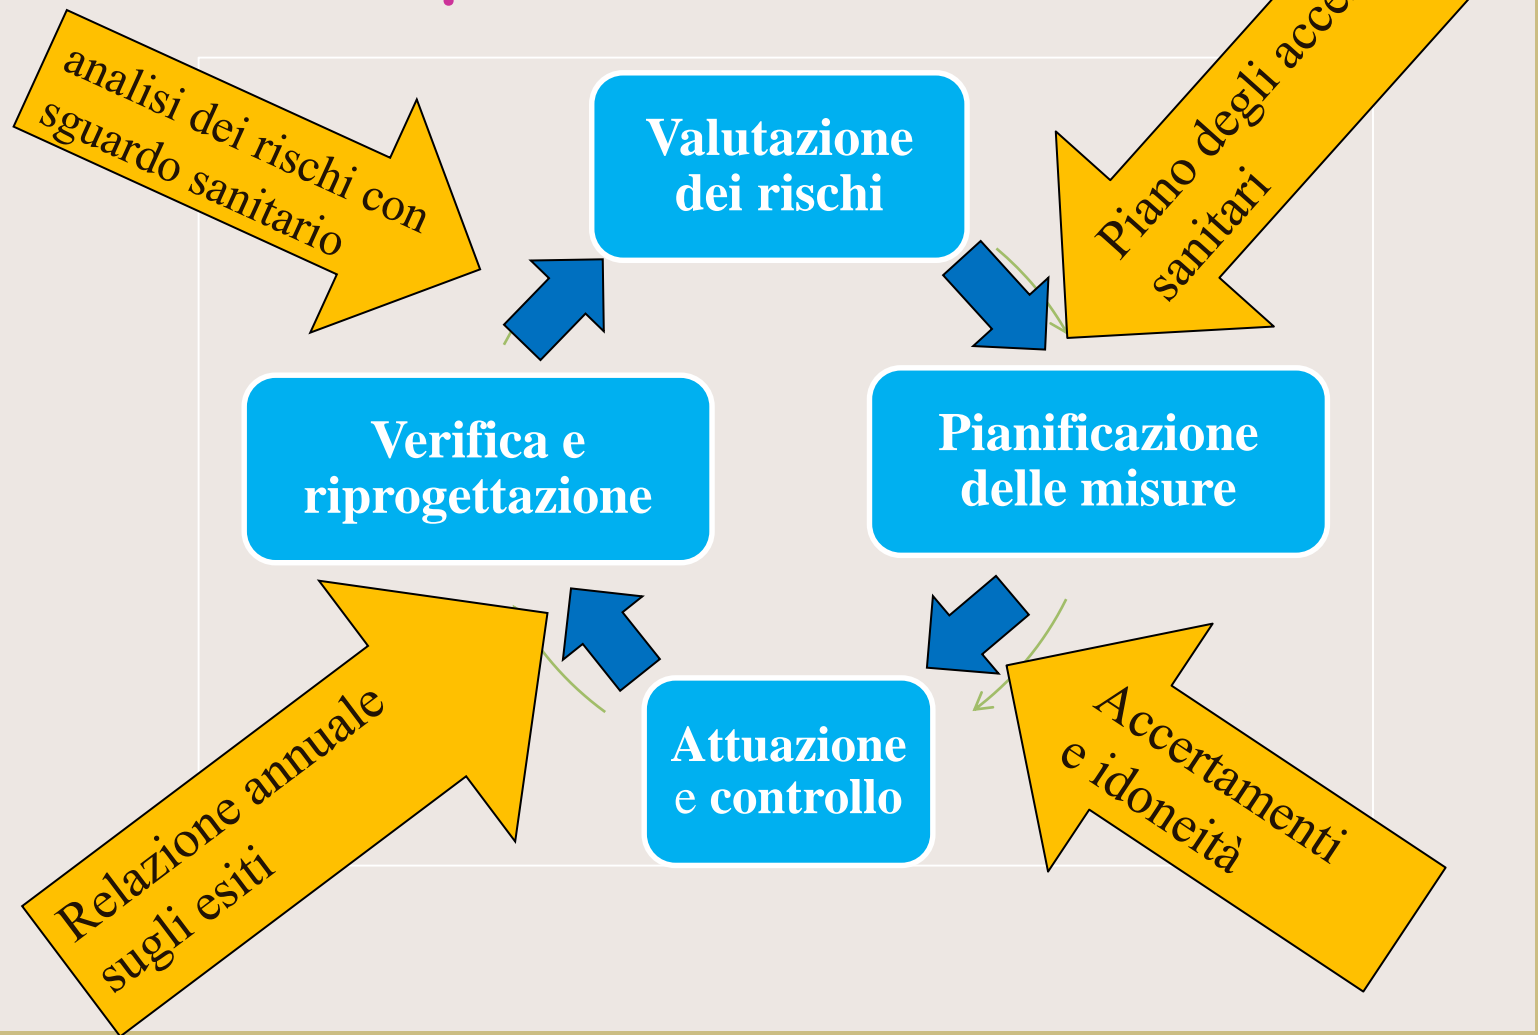 analisi dei rischi con
sguardo sanitario
Valutazione
dei rischi
Piano degli
sanitari
Verifica e
riprogettazione
Pianificazione
delle misure
Attuazione
e controllo
Relazione annuale
sugli esiti
Accertamenti
e idoneità